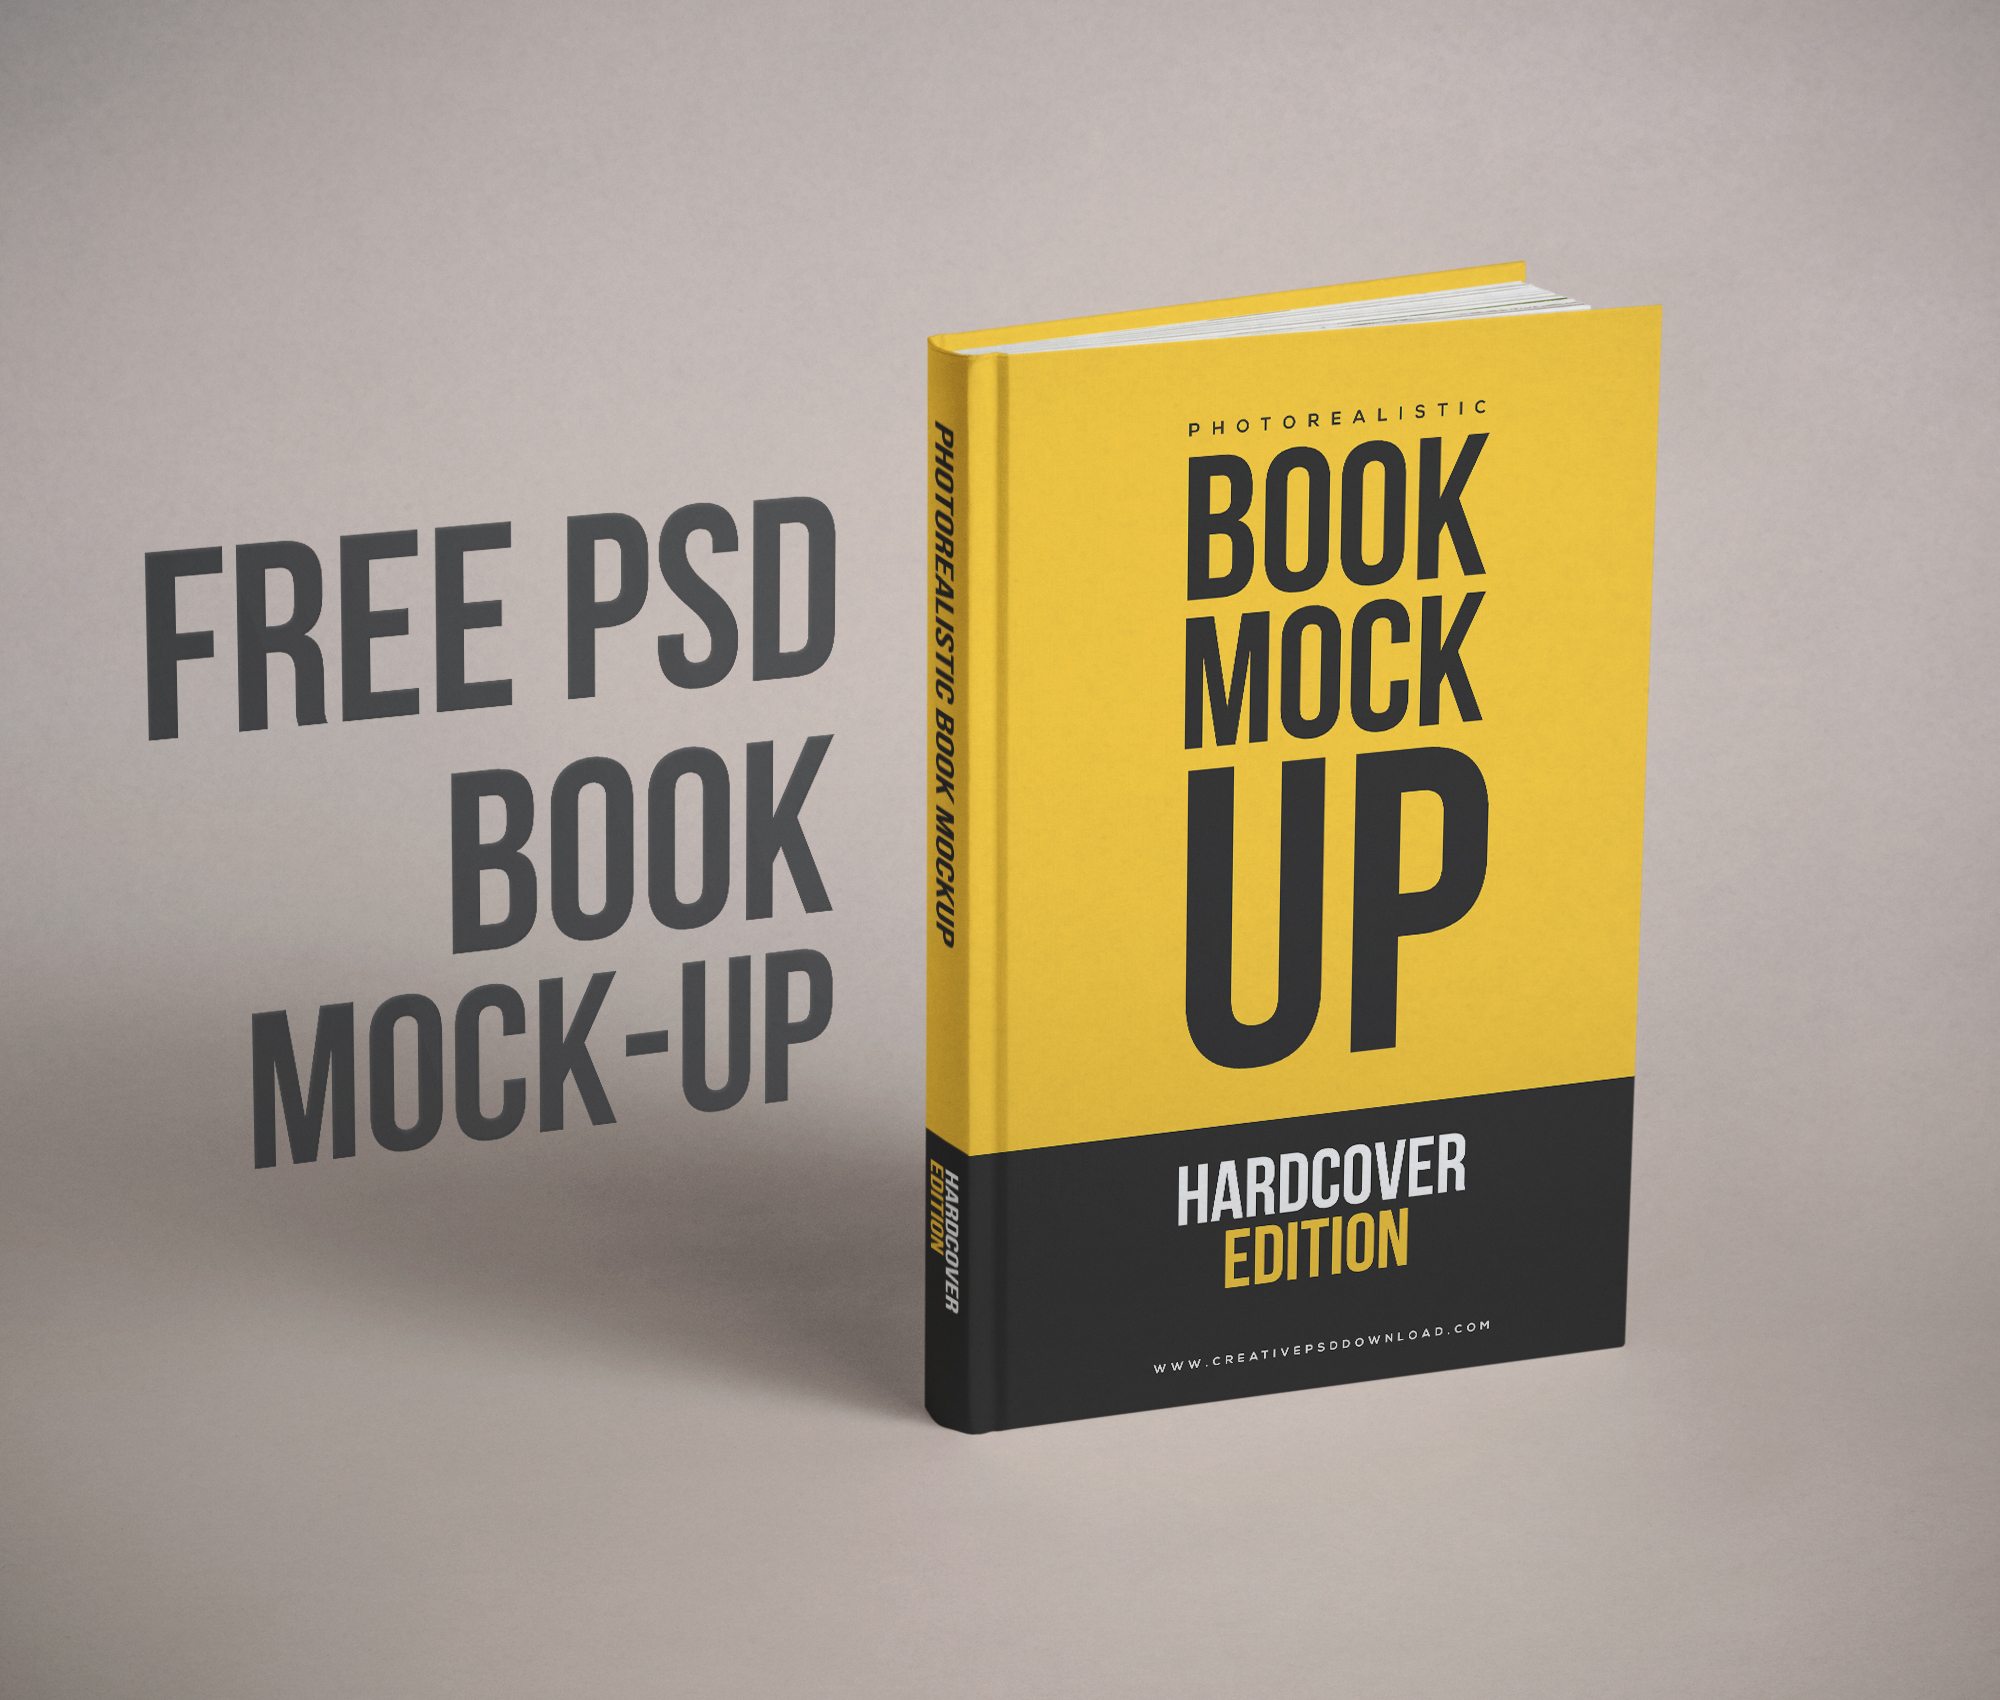 FREE PSD
BOOK
MOCK-UP
PHOTOREALISTIC BOOK MOCKUP
HARDCOVER
EDITION
PHOTOREALISTIC
BOOK
MOCK
UP
HARDCOVER
EDITION
WWW.CREATIVEPSDDOWNLOAD.COM